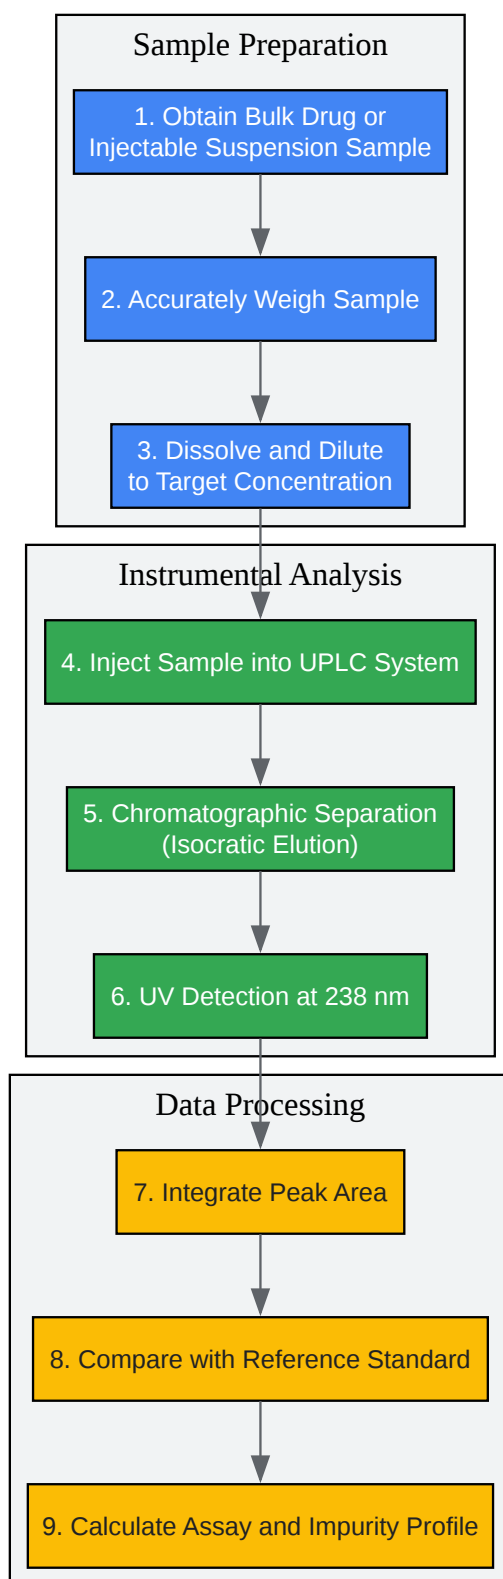 Sample Preparation
1. Obtain Bulk Drug or
Injectable Suspension Sample
2. Accurately Weigh Sample
3. Dissolve and Dilute
to Target Concentration
Instrumental Analysis
4. Inject Sample into UPLC System
5. Chromatographic Separation
(Isocratic Elution)
6. UV Detection at 238 nm
Data Processing
7. Integrate Peak Area
8. Compare with Reference Standard
9. Calculate Assay and Impurity Profile